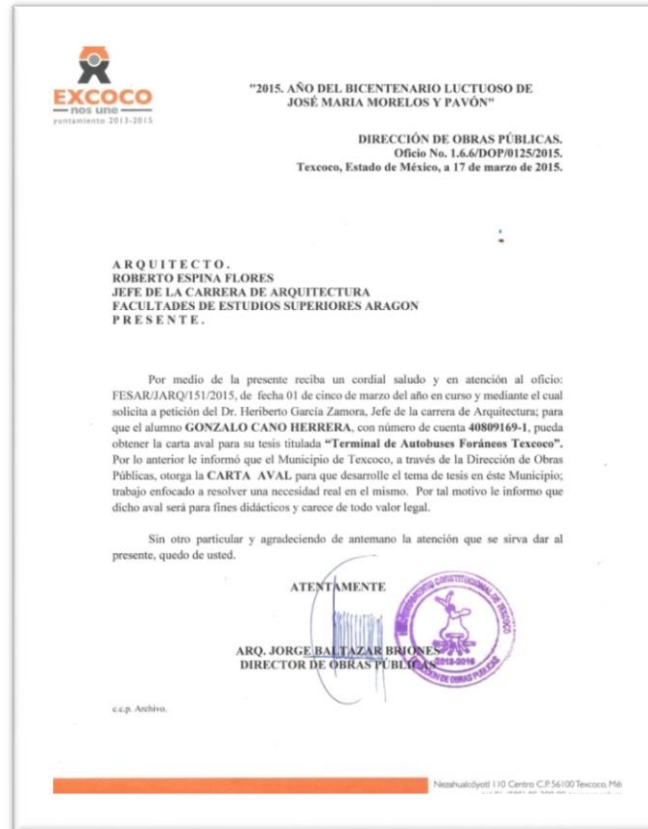 EXCOCO
nos une
yuntamiento 2013-2015
"2015. AÑO DEL BICENTENARIO LUCTUOSO DE
JOSÉ MARIA MORELOS Y PAVÓN"
DIRECCIÓN DE OBRAS PÚBLICAS.
Oficio No. 1.6.6/DOP/0125/2015.
Texcoco, Estado de México, a 17 de marzo de 2015.
A R Q U I T E C T O .
ROBERTO ESPINA FLORES
JEFE DE LA CARRERA DE ARQUITECTURA
FACULTADES DE ESTUDIOS SUPERIORES ARAGON
P R E S E N T E .
Por medio de la presente reciba un cordial saludo y en atención al oficio:
FESAR/JARQ/151/2015, de fecha 01 de cinco de marzo del año en curso y mediante el cual
solicita a petición del Dr. Heriberto García Zamora, Jefe de la carrera de Arquitectura; para
que el alumno GONZALO CANO HERRERA, con número de cuenta 40809169-1, pueda
obtener la carta aval para su tesis titulada “Terminal de Autobuses Foráneos Texcoco”.
Por lo anterior le informó que el Municipio de Texcoco, a través de la Dirección de Obras
Públicas, otorga la CARTA AVAL para que desarrolle el tema de tesis en éste Municipio;
trabajo enfocado a resolver una necesidad real en el mismo. Por tal motivo le informo que
dicho aval será para fines didácticos y carece de todo valor legal.
Sin otro particular y agradeciendo de antemano la atención que se sirva dar al
presente, quedo de usted.
ATENTAMENTE
ARQ. JORGE BALTAZAR BRIONES
DIRECTOR DE OBRAS PÚBLICAS
AYUNTAMIENTO CONSTITUCIONAL DE TEXCOCO
DIRECCION DE OBRAS PUBLICAS
c.c.p. Archivo.
Nezahualcóyotl 110 Centro C.P. 56100 Texcoco, Mé